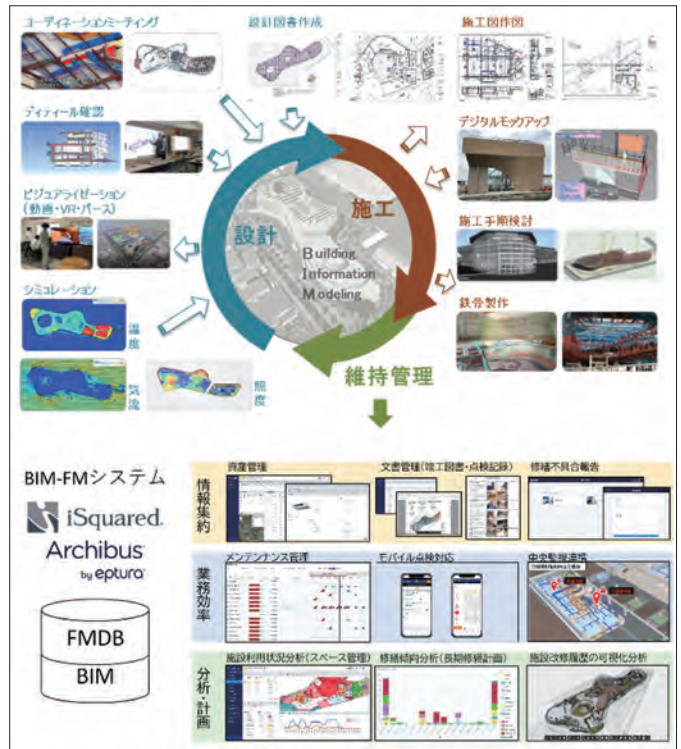 コーディネーションミーティング
設計図書作成
施工図作図
ディティール確認
デジタルモックアップ
ビジュアライゼーション
(動画・VR・パース)
施工手順検討
シミュレーション
鉄骨製作
温度
気流
照度
設計
施工
維持管理
Building
Information
Modeling
BIM-FMシステム
iSquared.
Archibus
by eptura
FMDB
BIM
情報集約
資産管理
文書管理(竣工図書・点検記録)
修繕不具合報告
業務効率
メンテンナンス管理
モバイル点検対応
中央監視連携
分析・計画
施設利用状況分析(スペース管理)
修繕傾向分析(長期修繕計画)
施設改修履歴の可視化分析